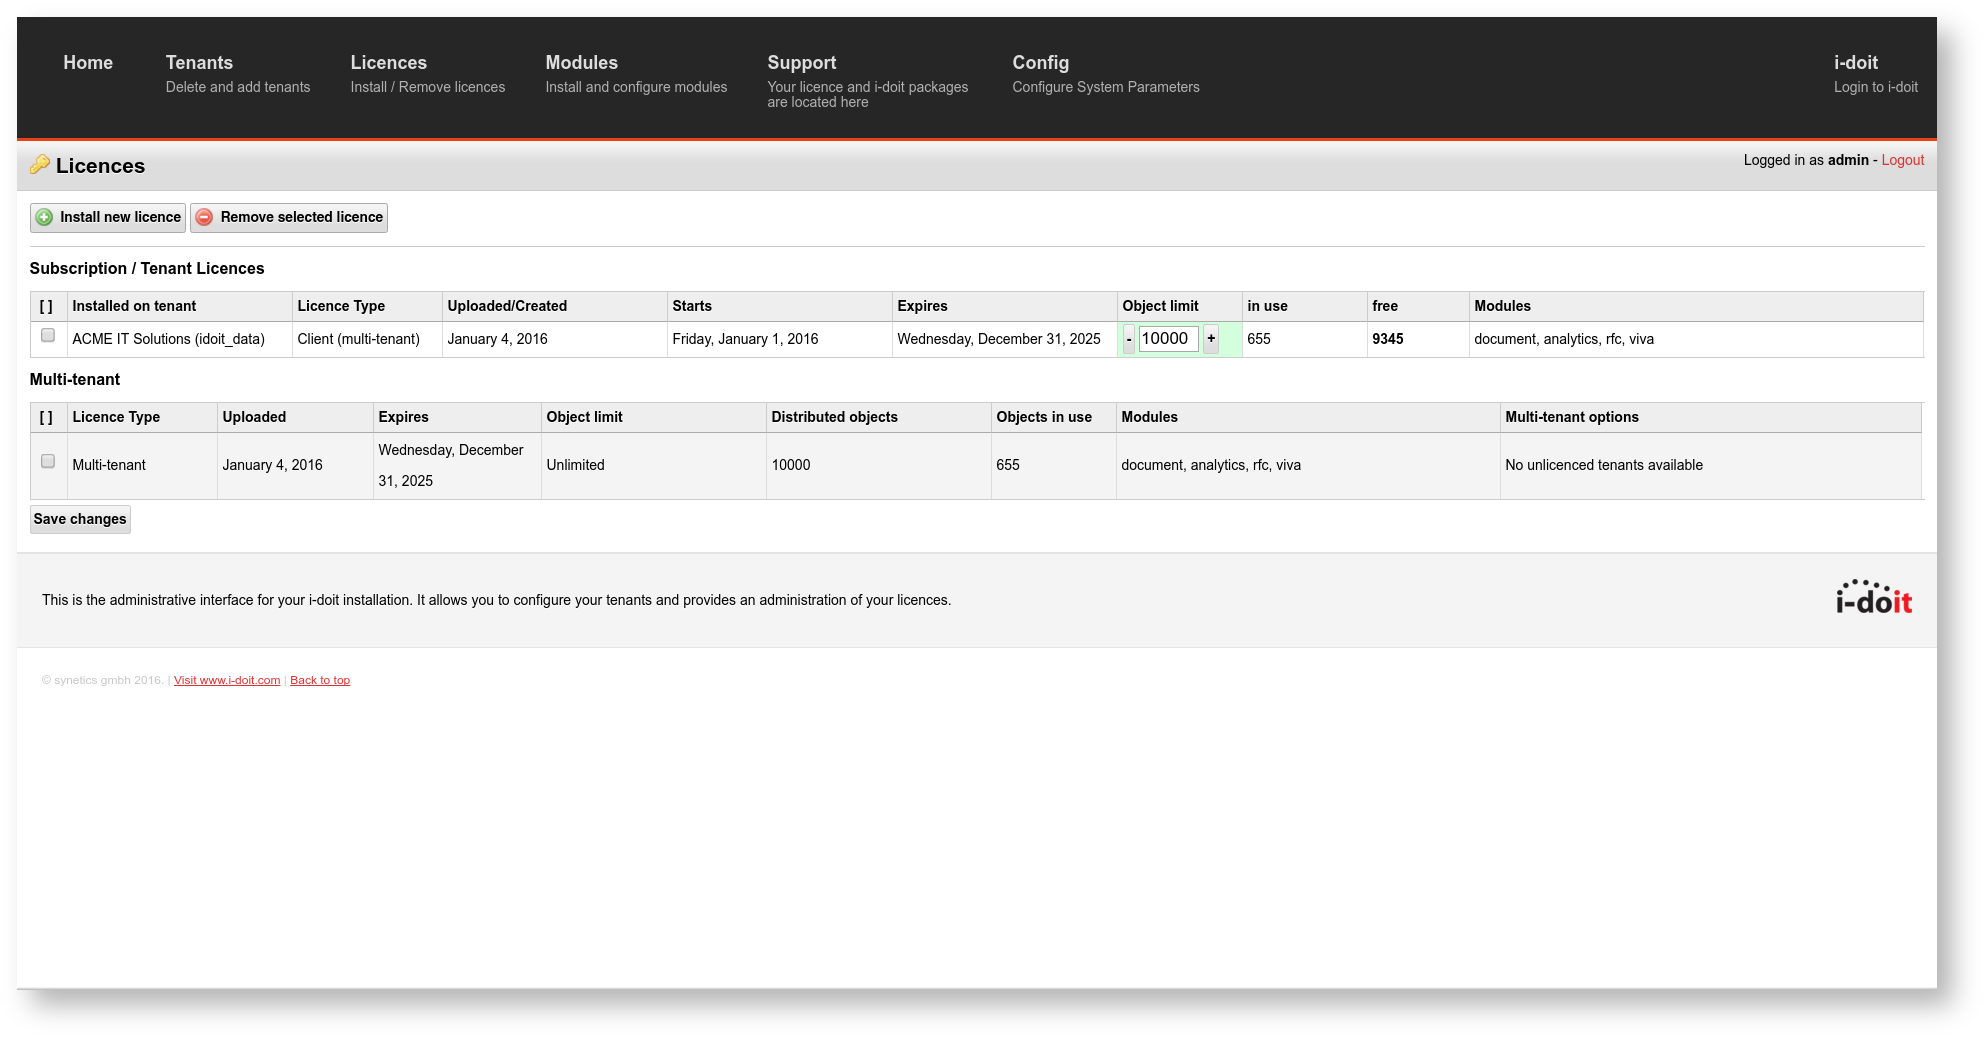 Home Tenants Licences Modules Support Config i-doit
Delete and add tenants Install / Remove licences Install and configure modules Your licence and i-doit packages Configure System Parameters Login to i-doit
are located here
Licences Logged in as admin - Logout
Install new licence Remove selected licence
Subscription / Tenant Licences
[ ] Installed on tenant Licence Type Uploaded/Created Starts Expires Object limit in use free Modules
ACME IT Solutions (idoit_data) Client (multi-tenant) January 4, 2016 Friday, January 1, 2016 Wednesday, December 31, 2025 - 10000 + 655 9345 document, analytics, rfc, viva
Multi-tenant
[ ] Licence Type Uploaded Expires Object limit Distributed objects Objects in use Modules Multi-tenant options
Multi-tenant January 4, 2016 Wednesday, December Unlimited 10000 655 document, analytics, rfc, viva No unlicenced tenants available
31, 2025
Save changes
This is the administrative interface for your i-doit installation. It allows you to configure your tenants and provides an administration of your licences. i-doit
© synetics gmbh 2016. | Visit www.i-doit.com | Back to top